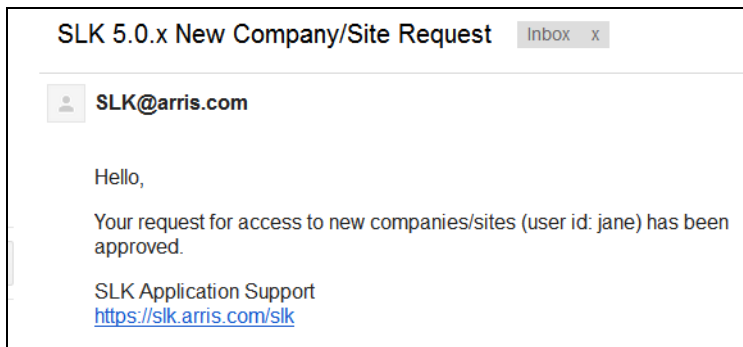 SLK 5.0.x New Company/Site Request Inbox x
SLK@arris.com
Hello,
Your request for access to new companies/sites (user id: jane) has been
approved.
SLK Application Support
https://slk.arris.com/slk